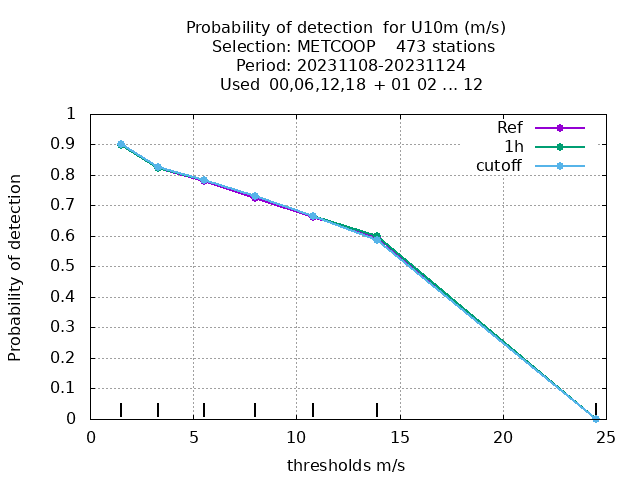 Probability of detection  for U10m (m/s)
Selection: METCOOP    473 stations
Period: 20231108-20231124
Used  00,06,12,18  + 01 02 ... 12
Ref
1h
cutoff
Probability of detection
1
0.9
0.8
0.7
0.6
0.5
0.4
0.3
0.2
0.1
0
0 5 10 15 20 25
thresholds m/s